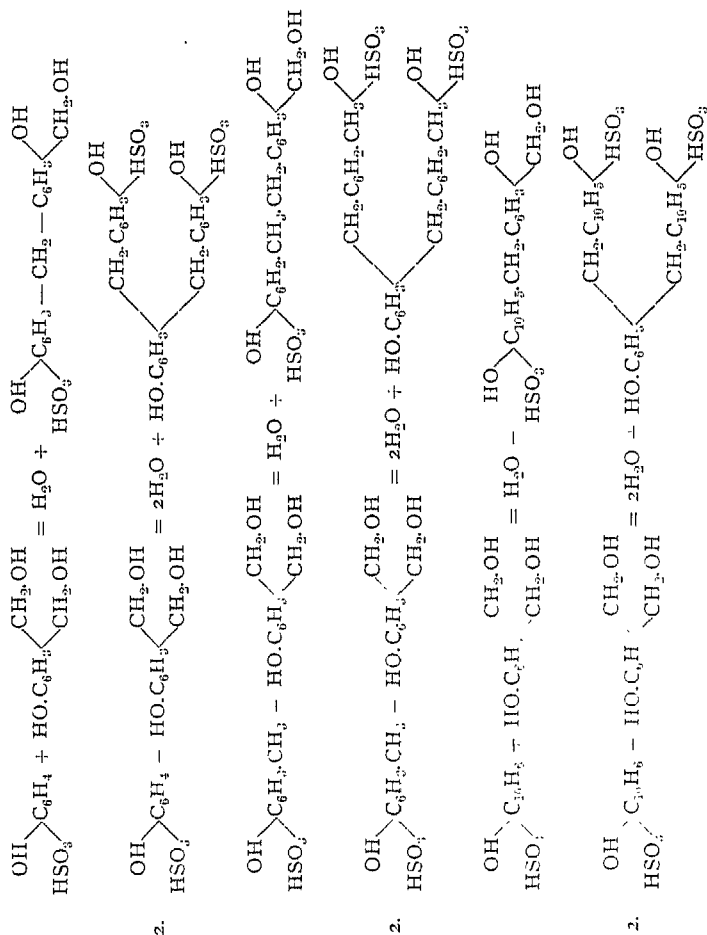 OH CH₂.OH OH OH
C₆H₄ + HO.C₆H₃ = H₂O + C₆H₃ — CH₂ — C₆H₃
HSO₃ CH₂.OH HSO₃ CH₂.OH
OH
CH₂.C₆H₃
OH CH₂.OH HSO₃
2. C₆H₄ + HO.C₆H₃ = 2H₂O + HO.C₆H₃
HSO₃ CH₂.OH OH
CH₂.C₆H₃
HSO₃
OH CH₂.OH OH OH
C₆H₃.CH₃ + HO.C₆H₃ = H₂O + C₆H₂.CH₃.CH₂.C₆H₃
HSO₃ CH₂.OH HSO₃ CH₂.OH
OH
CH₂.C₆H₂.CH₃
OH CH₂.OH HSO₃
2. C₆H₃.CH₃ + HO.C₆H₃ = 2H₂O + HO.C₆H₃
HSO₃ CH₂.OH OH
CH₂.C₆H₂.CH₃
HSO₃
OH CH₂.OH HO OH
C₁₀H₆ + HO.C₆H₃ = H₂O + C₁₀H₅.CH₂.C₆H₃
HSO₃ CH₂.OH HSO₃ CH₂.OH
OH
CH₂.C₁₀H₅
OH CH₂.OH HSO₃
2. C₁₀H₆ + HO.C₆H₃ = 2H₂O + HO.C₆H₃
HSO₃ CH₂.OH OH
CH₂.C₁₀H₅
HSO₃